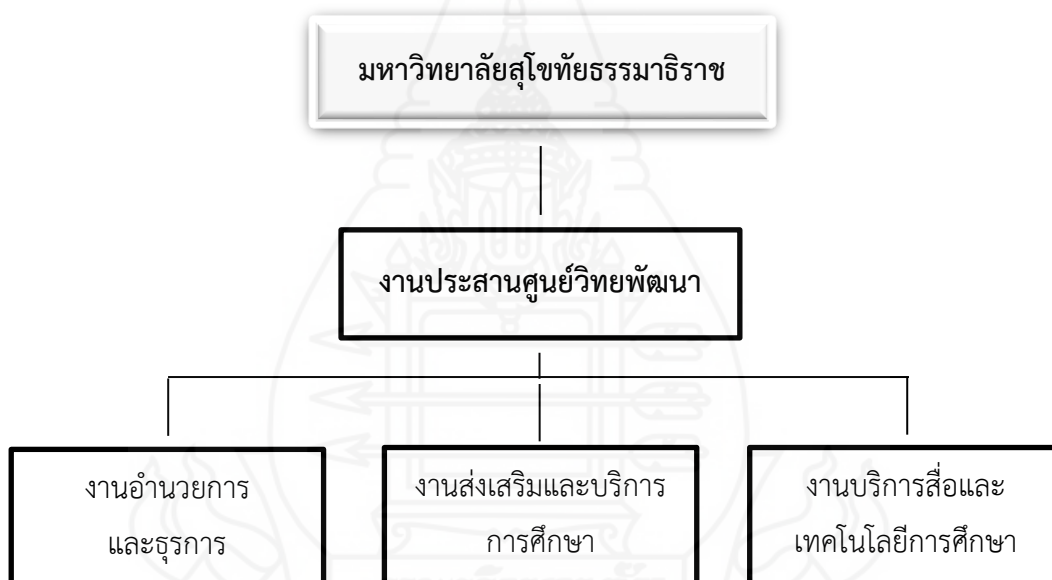 มหาวิทยาลัยสุโขทัยธรรมาธิราช
งานประสานศูนย์วิทยพัฒนา
งานอำนวยการ
และธุรการ
งานส่งเสริมและบริการ
การศึกษา
งานบริการสื่อและ
เทคโนโลยีการศึกษา